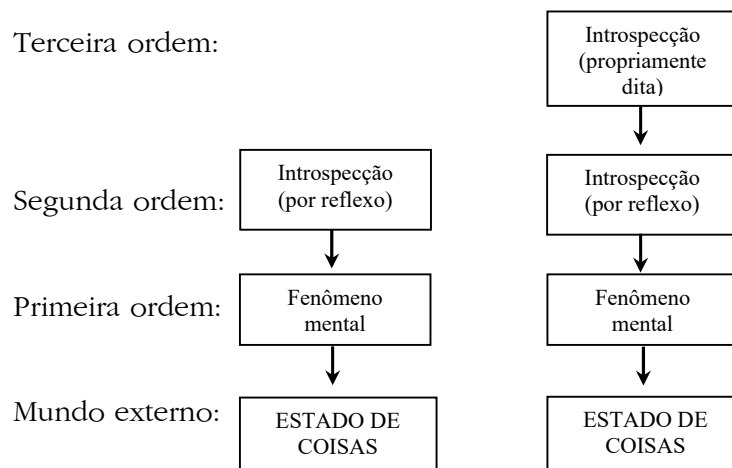 Terceira ordem:
Introspecção
(propriamente
dita)
Segunda ordem:
Introspecção
(por reflexo)
Introspecção
(por reflexo)
Primeira ordem:
Fenômeno
mental
Fenômeno
mental
Mundo externo:
ESTADO DE
COISAS
ESTADO DE
COISAS